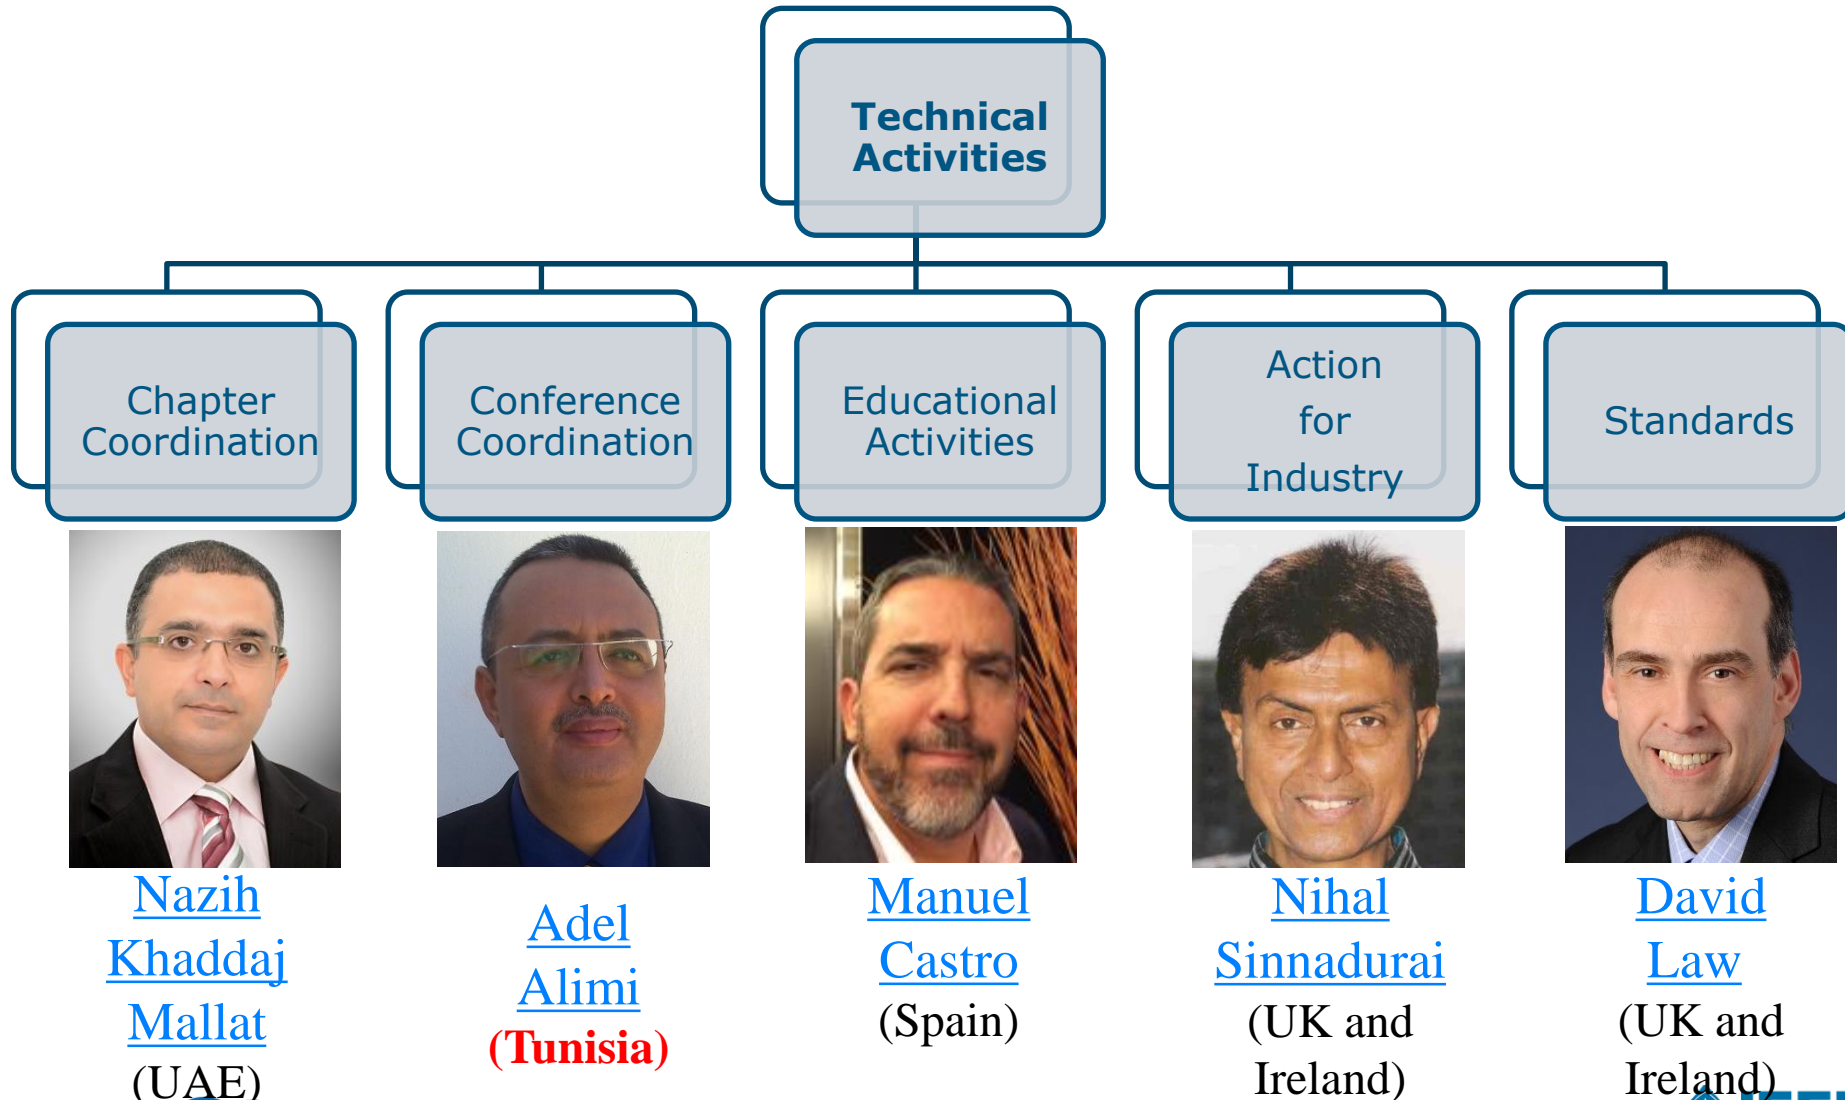 Technical
Activities
Chapter
Coordination
Conference
Coordination
Educational
Activities
Action
for
Industry
Standards
Nazih
Khaddaj
Mallat
(UAE)
Adel
Alimi
(Tunisia)
Manuel
Castro
(Spain)
Nihal
Sinnadurai
(UK and
Ireland)
David
Law
(UK and
Ireland)